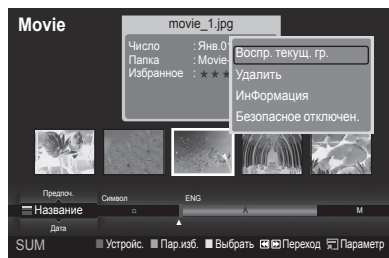 Movie
movie_1.jpg
Число : Янв.01
Папка : Movie-
Избранное : ★ ★
Воспр. текущ. гр.
Удалить
ИнФормация
Безопасное отключен.
Предпоч.
Название
Дата
Символ ENG
A M
SUM Устройс. Пар.изб. Выбрать Переход Параметр